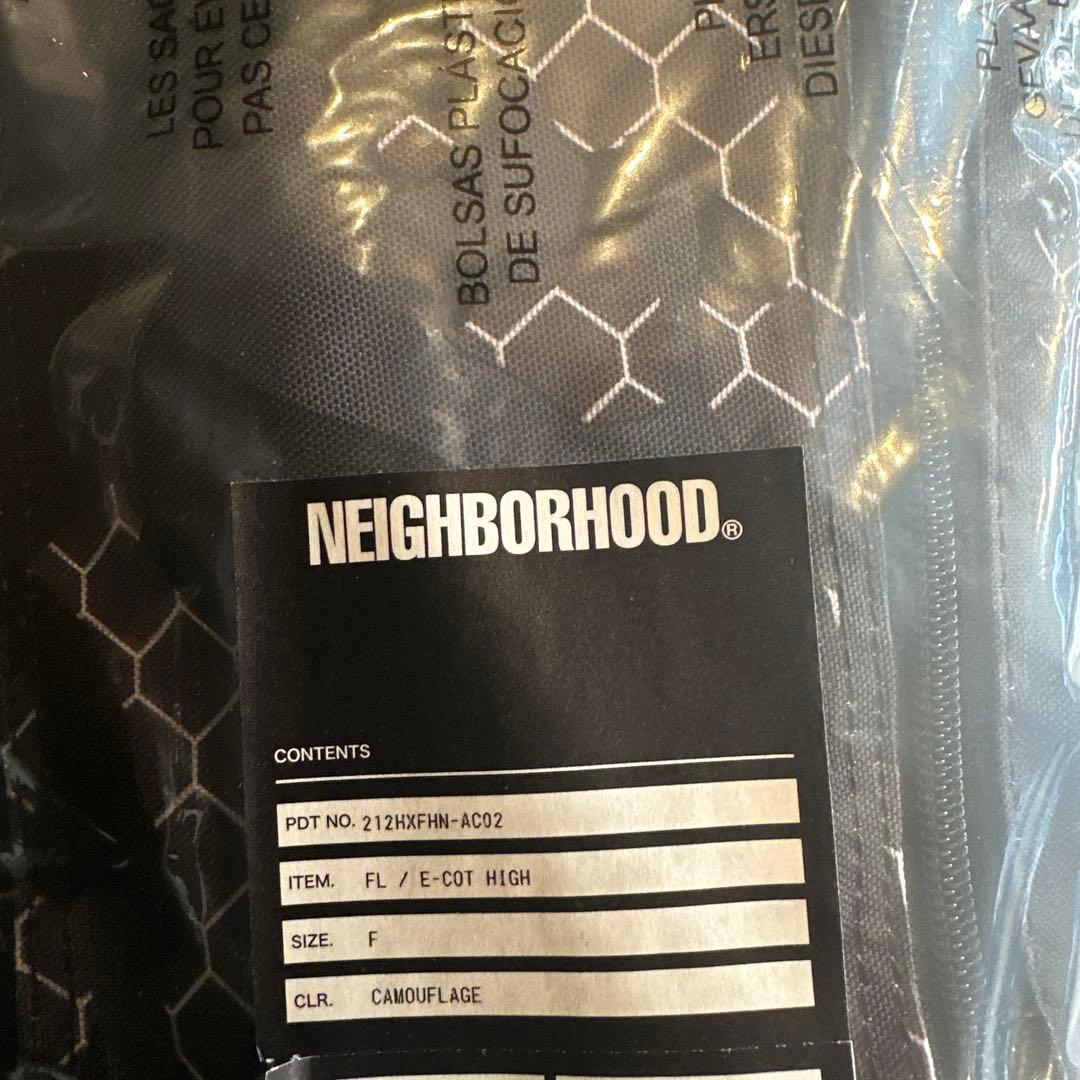 LES SAC
POUR ÉV
PAS CE
BOLSAS PLÁST
DE SUFOCACI
ERS
DIESE
NEIGHBORHOOD®
CONTENTS
PDT NO. 212HXFHN-AC02
ITEM. FL / E-COT HIGH
SIZE. F
CLR. CAMOUFLAGE